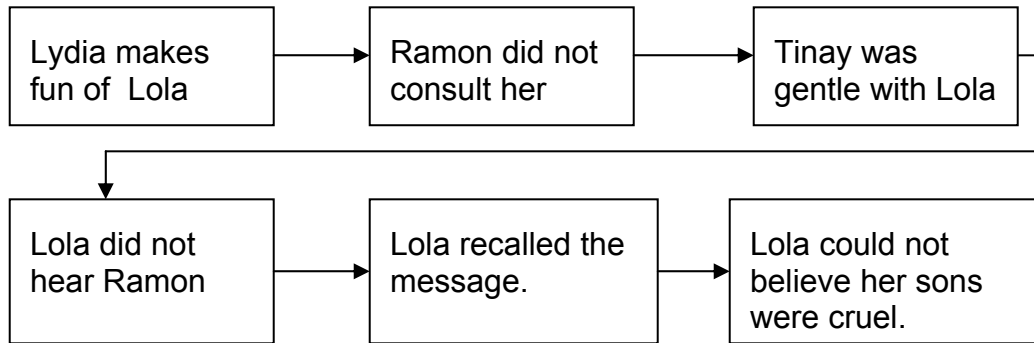 Lydia makes
fun of  Lola
Ramon did not
consult her
Tinay was
gentle with Lola
Lola did not
hear Ramon
Lola recalled the
message.
Lola could not
believe her sons
were cruel.